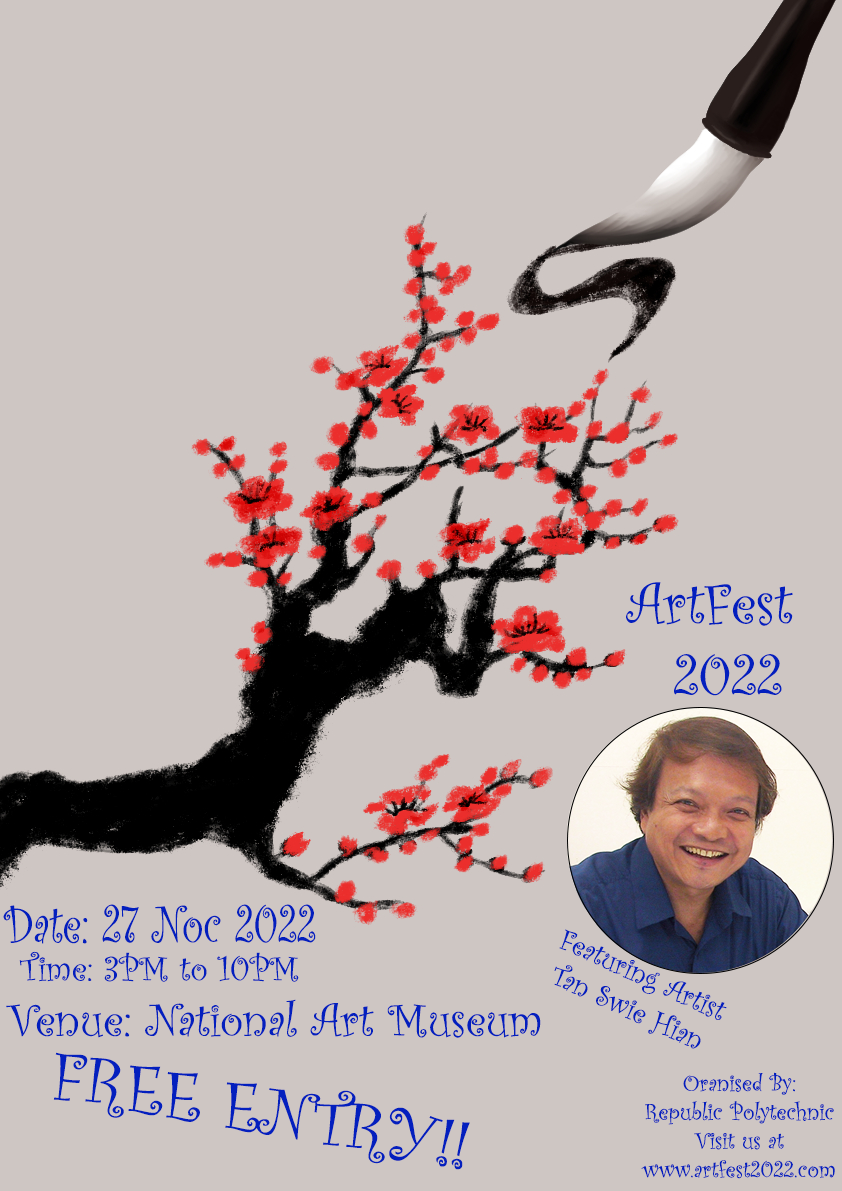 ArtFest
2022
Date: 27 Noc 2022
Time: 3PM to 10PM
Venue: National Art Museum
FREE ENTRY!!
Featuring Artist
Tan Swie Hian
Oranised By:
Republic Polytechnic
Visit us at
www.artfest2022.com